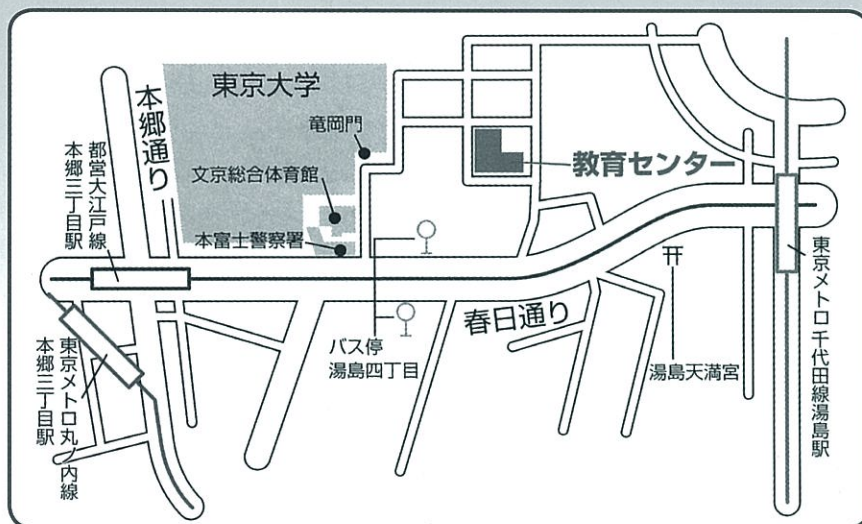 東京大学
竜岡門
文京総合体育館
本富士警察署
本郷通り
都営大江戸線
本郷三丁目駅
東京メトロ丸ノ内線
本郷三丁目駅
教育センター
バス停
湯島四丁目
春日通り
湯島天満宮
東京メトロ千代田線湯島駅